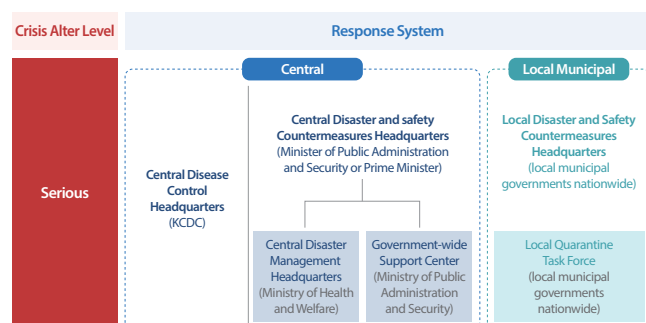 Crisis Alter Level
Response System
Serious
Central
Central Disease
Control
Headquarters
(KCDC)
Central Disaster and safety
Countermeasures Headquarters
(Minister of Public Administration
and Security or Prime Minister)
Central Disaster
Management
Headquarters
(Ministry of Health
and Welfare)
Government-wide
Support Center
(Ministry of Public
Administration
and Security)
Local Municipal
Local Disaster and Safety
Countermeasures
Headquarters
(local municipal
governments nationwide)
Local Quarantine
Task Force
(local municipal
governments
nationwide)